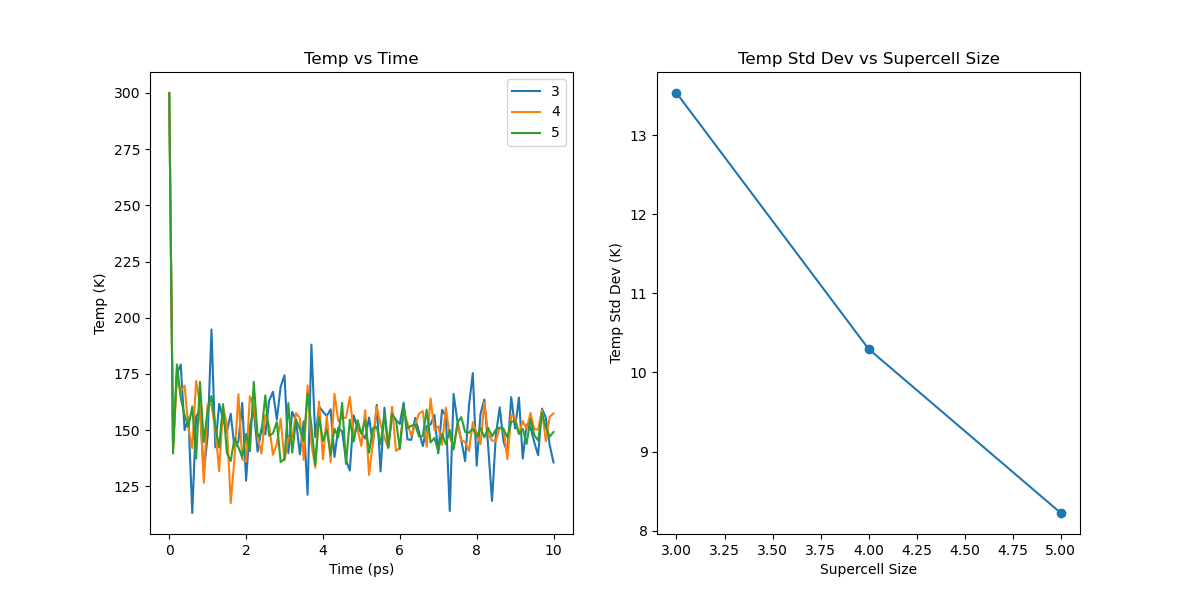 Temp vs Time
Temp (K)
300
275
250
225
200
175
150
125
0 2 4 6 8 10
Time (ps)
3
4
5
Temp Std Dev vs Supercell Size
Temp Std Dev (K)
13
12
11
10
9
8
3.00 3.25 3.50 3.75 4.00 4.25 4.50 4.75 5.00
Supercell Size